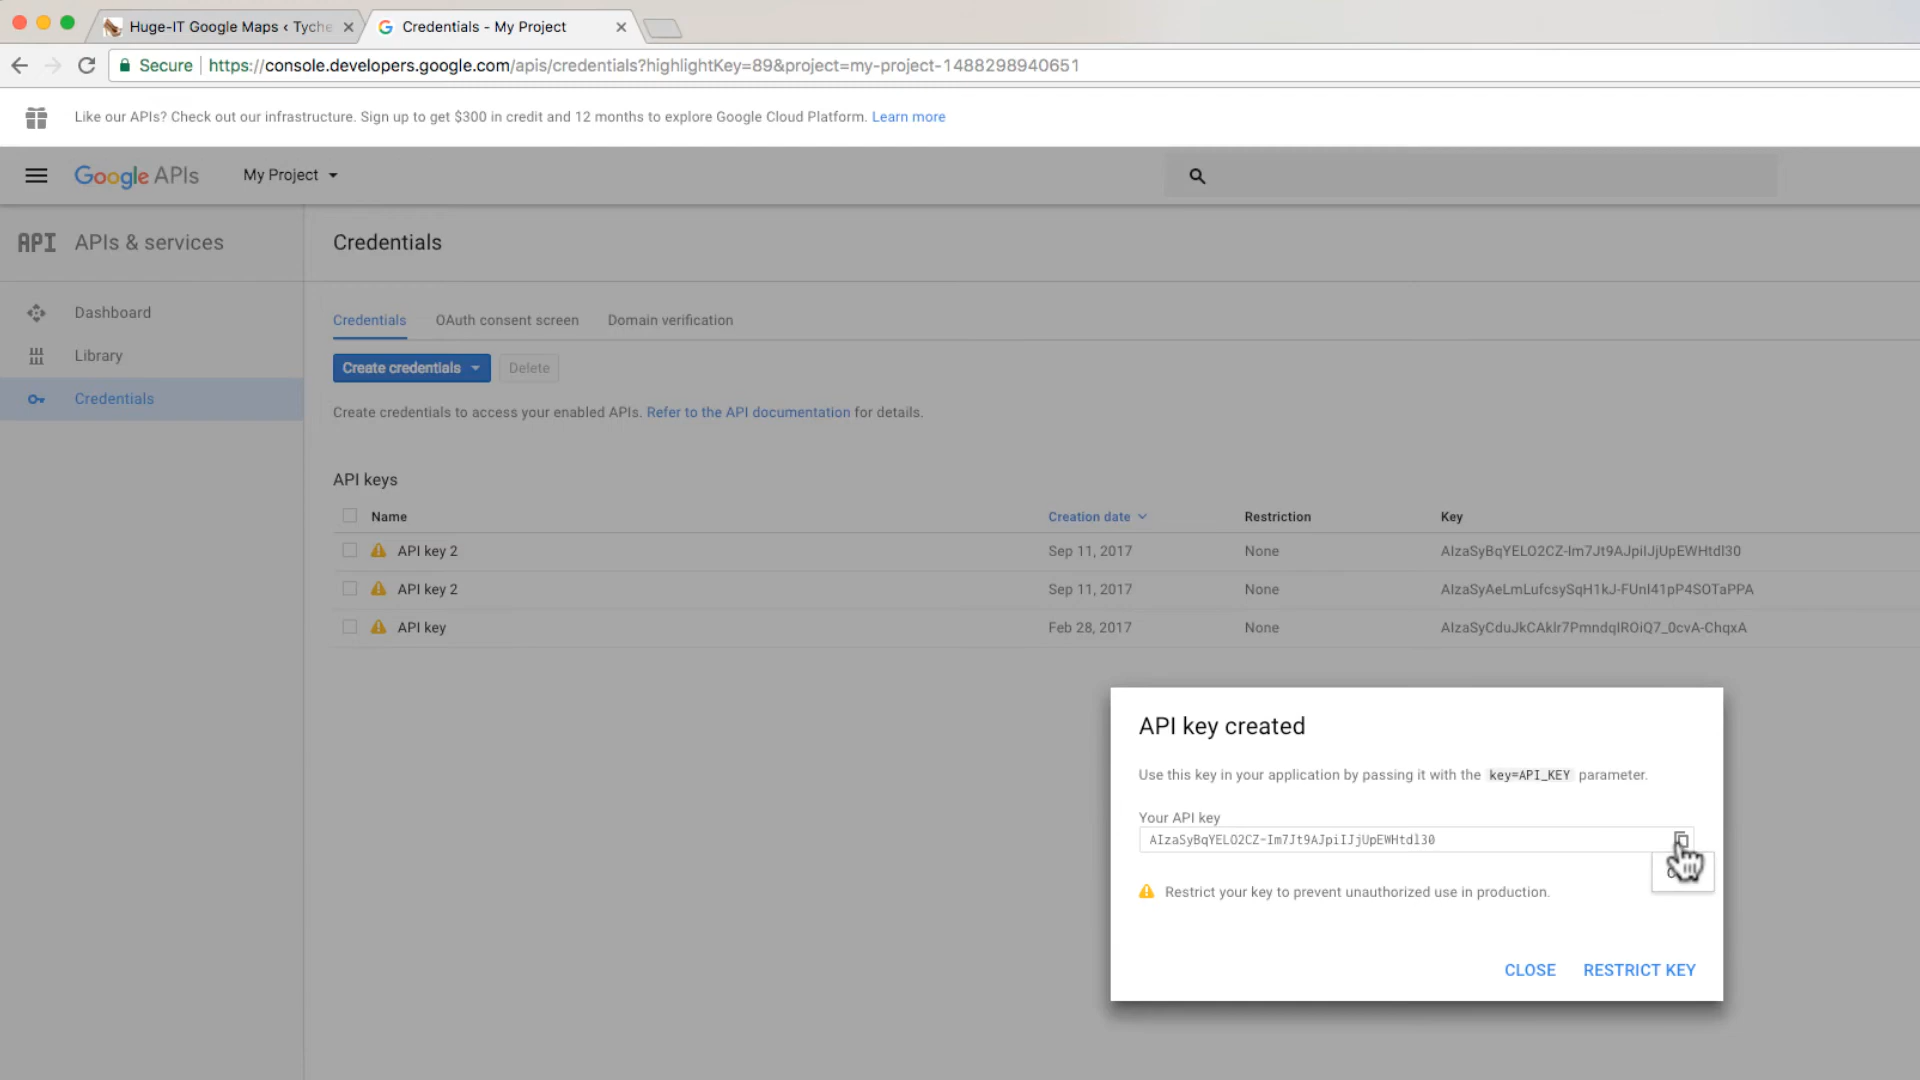 Huge-IT Google Maps ‹ Tyche
Credentials - My Project
Secure
https://console.developers.google.com/apis/credentials?highlightKey=89&project=my-project-1488298940651
Like our APIs? Check out our infrastructure. Sign up to get $300 in credit and 12 months to explore Google Cloud Platform. Learn more
Google APIs
My Project
API APIs & services
Credentials
Dashboard
Library
Credentials
Credentials OAuth consent screen Domain verification
Create credentials Delete
Create credentials to access your enabled APIs. Refer to the API documentation for details.
API keys
Name Creation date Restriction Key
API key 2 Sep 11, 2017 None AIzaSyBqYELO2CZ-Im7Jt9AJpiIJjUpEWHtdl30
API key 2 Sep 11, 2017 None AIzaSyAeLmLufcsySqH1kJ-FUnl41pP4SOTaPPA
API key Feb 28, 2017 None AIzaSyCduJkCAklr7PmndqlROiQ7_0cvA-ChqxA
API key created
Use this key in your application by passing it with the key=API_KEY parameter.
Your API key
AIzaSyBqYELO2CZ-Im7Jt9AJpiIJjUpEWHtdl30
Restrict your key to prevent unauthorized use in production.
CLOSE RESTRICT KEY